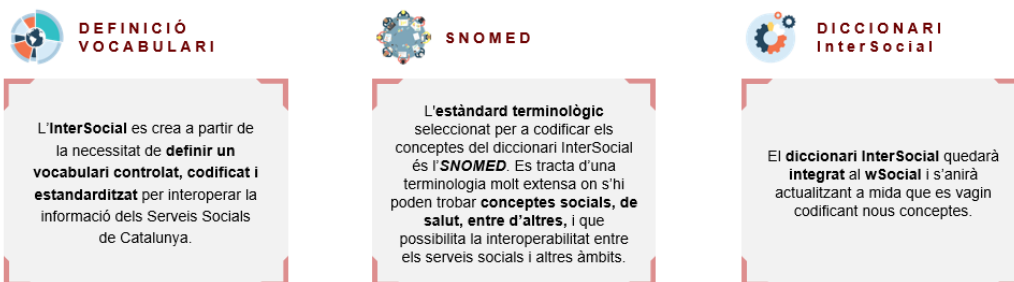 DEFINICIÓ
VOCABULARI
L'InterSocial es crea a partir de
la necessitat de definir un
vocabulari controlat, codificat i
estandarditzat per interoperar la
informació dels Serveis Socials
de Catalunya.
SNOMED
L'estàndard terminològic
seleccionat per a codificar els
conceptes del diccionari InterSocial
és l'SNOMED. Es tracta d'una
terminologia molt extensa on s'hi
poden trobar conceptes socials, de
salut, entre d'altres, i que
possibilita la interoperabilitat entre
els serveis socials i altres àmbits.
DICCIONARI
InterSocial
El diccionari InterSocial quedarà
integrat al wSocial i s'anirà
actualitzant a mida que es vagin
codificant nous conceptes.